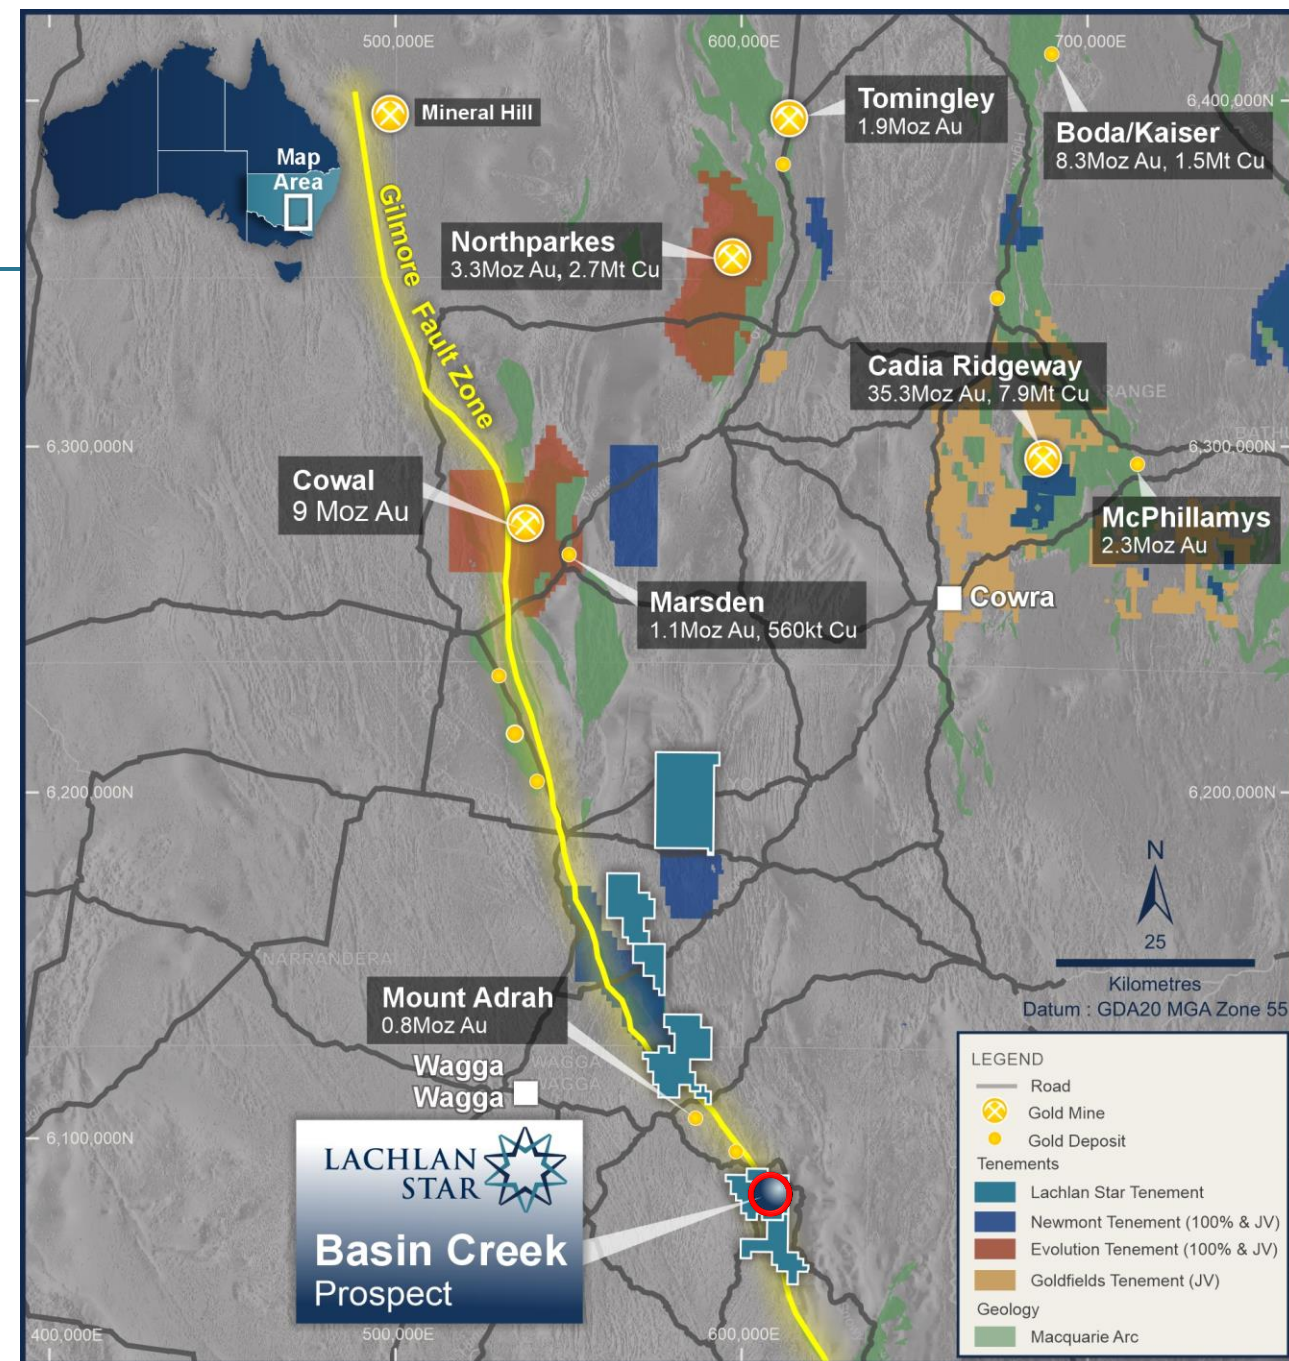 500,000E
600,000E
700,000E
6,400,000N
Map
Area
Mineral Hill
Tomingley
1.9Moz Au
Boda/Kaiser
8.3Moz Au, 1.5Mt Cu
Gilmore Fault Zone
Northparkes
3.3Moz Au, 2.7Mt Cu
Cadia Ridgeway
35.3Moz Au, 7.9Mt Cu
6,300,000N
6,300,000N
Cowal
9 Moz Au
McPhillamys
2.3Moz Au
Marsden
1.1Moz Au, 560kt Cu
Cowra
6,200,000N
6,200,000N
N
25
Kilometres
Datum : GDA20 MGA Zone 55
NARRANDERA
Mount Adrah
0.8Moz Au
Wagga
Wagga
WAGGA
WAGGA
6,100,000N
LACHLAN
STAR
Basin Creek
Prospect
400,000E
500,000E
600,000E
LEGEND
Road
Gold Mine
Gold Deposit
Tenements
Lachlan Star Tenement
Newmont Tenement (100% & JV)
Evolution Tenement (100% & JV)
Goldfields Tenement (JV)
Geology
Macquarie Arc